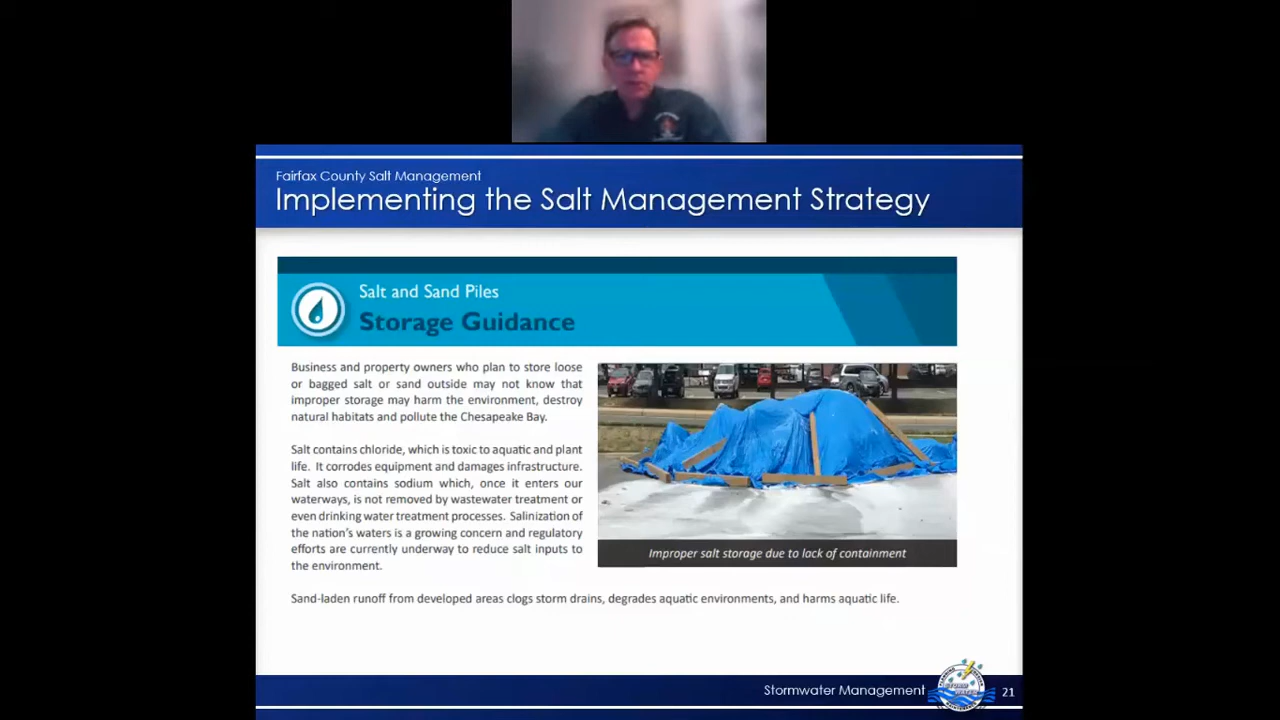 Fairfax County Salt Management
Implementing the Salt Management Strategy
Salt and Sand Piles
Storage Guidance
Business and property owners who plan to store loose
or bagged salt or sand outside may not know that
improper storage may harm the environment, destroy
natural habitats and pollute the Chesapeake Bay.
Salt contains chloride, which is toxic to aquatic and plant
life. It corrodes equipment and damages infrastructure.
Salt also contains sodium which, once it enters our
waterways, is not removed by wastewater treatment or
even drinking water treatment processes. Salinization of
the nation's waters is a growing concern and regulatory
efforts are currently underway to reduce salt inputs to
the environment.
Improper salt storage due to lack of containment
Sand-laden runoff from developed areas clogs storm drains, degrades aquatic environments, and harms aquatic life.
Stormwater Management
21